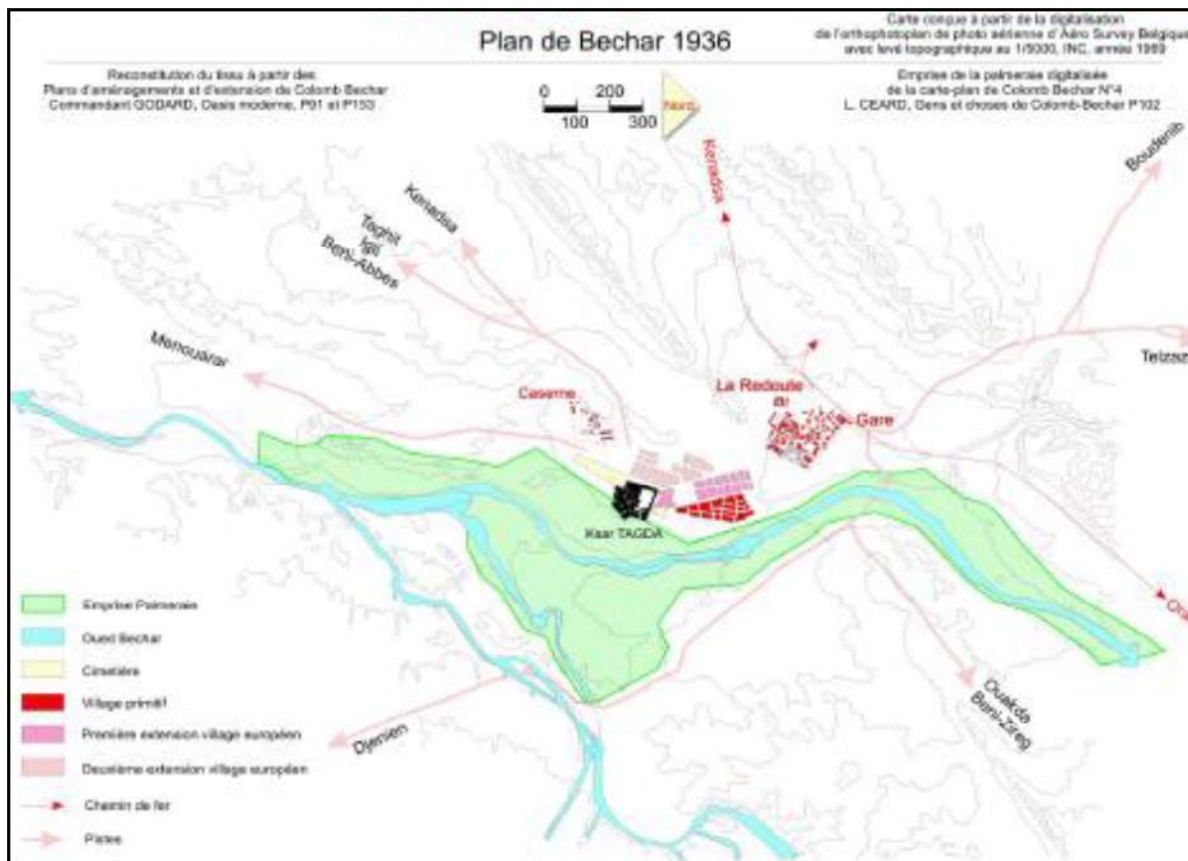 Plan de Bechar 1936
Carte conçue à partir de la digitalisation
de l'orthophotoplan de photo aérienne d'Aéro Survey Belgique
avec levé topographique au 1/5000, INC, année 1969
Reconstitution du tissu à partir des
Plans d'aménagements et d'extension de Colomb Bechar
Commandant GODARD, Oasis moderne, P91 et P153
Emprise de la palmeraie digitalisée
de la carte-plan de Colomb Bechar N°4
L. CEARD, Gens et choses de Colomb-Bechar P102
0 200
100 300
Nord
Kenadsa
Boudenib
Kenadsa
Taghit
Igli
Beni-Abbes
Menouarar
Telzaz
Caserne
La Redoute
Gare
Ksar TAGDA
Ora
Ouakda
Djenien
Emprise Palmeraie
Oued Bechar
Cimetière
Village primitif
Première extension village européen
Deuxième extension village européen
Chemin de fer
Pistes